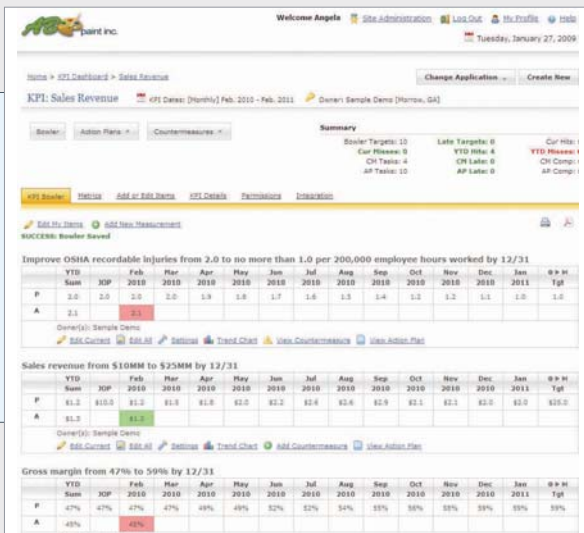 paint inc.
Welcome Angela Site Administration Log Out My Profile Help
Tuesday, January 27, 2009
Home > KPI Dashboard > Sales Revenue
Change Application Create New
KPI: Sales Revenue KPI Dates: [Monthly] Feb. 2010 - Feb. 2011 Owner: Sample Demo [Morrow, GA]
Bowler Action Plans Countermeasures
Summary
Bowler Targets: 10 Late Targets: 0 Cur Hits:
Cur Misses: 0 YTD Hits: 4 YTD Misses:
CM Tasks: 4 CM Late: 0 CM Comp:
AP Tasks: 10 AP Late: 0 AP Comp:
KPI Bowler Metrics Add or Edit Items KPI Details Permissions Integration
Edit My Items Add New Measurement
SUCCESS: Bowler Saved
Improve OSHA recordable injuries from 2.0 to no more than 1.0 per 200,000 employee hours worked by 12/31
YTD Feb Mar Apr May Jun Jul Aug Sep Oct Nov Dec Jan
Sum JOP 2010 2010 2010 2010 2010 2010 2010 2010 2010 2010 2010 2011 Tgt
P 2.0 2.0 2.0 2.0 1.9 1.8 1.7 1.6 1.5 1.4 1.2 1.2 1.1 1.0 1.0
A 2.1 2.1
Owner(s): Sample Demo
Edit Current Edit All Settings Trend Chart View Countermeasure View Action Plan
Sales revenue from $10MM to $25MM by 12/31
YTD Feb Mar Apr May Jun Jul Aug Sep Oct Nov Dec Jan
Sum JOP 2010 2010 2010 2010 2010 2010 2010 2010 2010 2010 2010 2011 Tgt
P $1.2 $10.0 $1.2 $1.5 $1.8 $2.0 $2.2 $2.6 $2.6 $2.9 $2.1 $2.1 $2.0 $2.0 $25.0
A $1.3 $1.3
Owner(s): Sample Demo
Edit Current Edit All Settings Trend Chart Add Countermeasure View Action Plan
Gross margin from 47% to 59% by 12/31
YTD Feb Mar Apr May Jun Jul Aug Sep Oct Nov Dec Jan
Sum JOP 2010 2010 2010 2010 2010 2010 2010 2010 2010 2010 2010 2011 Tgt
P 47% 47% 47% 47% 49% 49% 52% 52% 54% 55% 56% 58% 59% 59% 59%
A 45% 45%